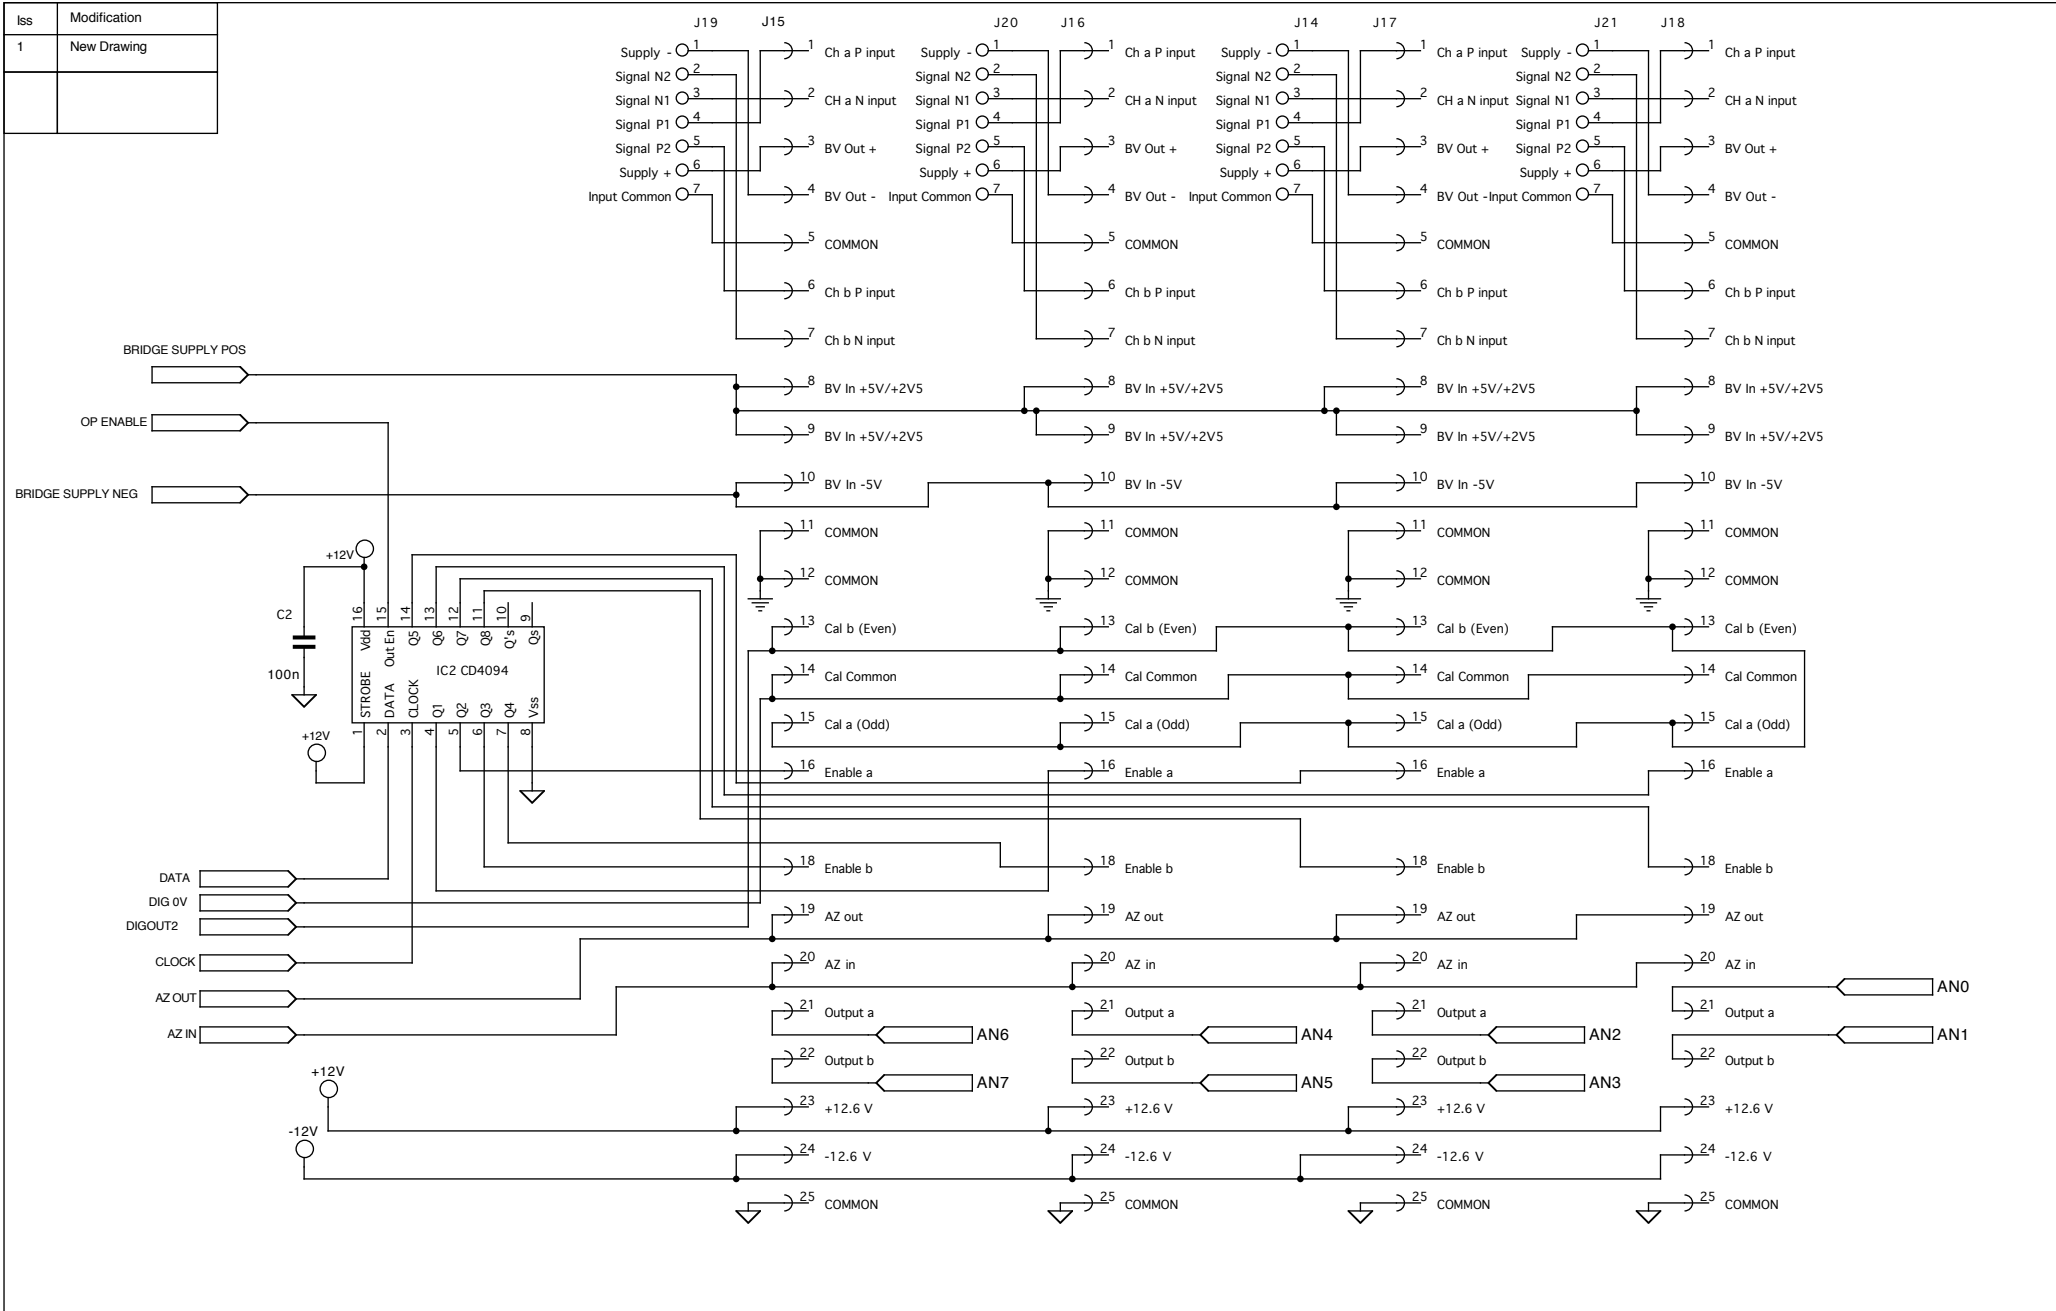 Iss Modification
1 New Drawing
J19 J15 J20 J16 J14 J17 J21 J18
Supply - 1 1 Ch a P input Supply - 1 1 Ch a P input Supply - 1 1 Ch a P input Supply - 1 1 Ch a P input
Signal N2 2 Signal N2 2 Signal N2 2 Signal N2 2
Signal N1 3 2 CH a N input Signal N1 3 2 CH a N input Signal N1 3 2 CH a N input Signal N1 3 2 CH a N input
Signal P1 4 Signal P1 4 Signal P1 4 Signal P1 4
Signal P2 5 3 BV Out + Signal P2 5 3 BV Out + Signal P2 5 3 BV Out + Signal P2 5 3 BV Out +
Supply + 6 Supply + 6 Supply + 6 Supply + 6
Input Common 7 4 BV Out - Input Common 7 4 BV Out - Input Common 7 4 BV Out - Input Common 7 4 BV Out -
5 COMMON 5 COMMON 5 COMMON 5 COMMON
6 Ch b P input 6 Ch b P input 6 Ch b P input 6 Ch b P input
7 Ch b N input 7 Ch b N input 7 Ch b N input 7 Ch b N input
BRIDGE SUPPLY POS
8 BV In +5V/+2V5 8 BV In +5V/+2V5 8 BV In +5V/+2V5 8 BV In +5V/+2V5
OP ENABLE
9 BV In +5V/+2V5 9 BV In +5V/+2V5 9 BV In +5V/+2V5 9 BV In +5V/+2V5
BRIDGE SUPPLY NEG
10 BV In -5V 10 BV In -5V 10 BV In -5V 10 BV In -5V
11 COMMON 11 COMMON 11 COMMON 11 COMMON
+12V
12 COMMON 12 COMMON 12 COMMON 12 COMMON
C2
100n
16 15 14 13 12 11 10 9
Vdd Out En Q5 Q6 Q7 Q8 Q's Qs
IC2 CD4094
STROBE DATA CLOCK Q1 Q2 Q3 Q4 Vss
1 2 3 4 5 6 7 8
+12V
13 Cal b (Even) 13 Cal b (Even) 13 Cal b (Even) 13 Cal b (Even)
14 Cal Common 14 Cal Common 14 Cal Common 14 Cal Common
15 Cal a (Odd) 15 Cal a (Odd) 15 Cal a (Odd) 15 Cal a (Odd)
16 Enable a 16 Enable a 16 Enable a 16 Enable a
18 Enable b 18 Enable b 18 Enable b 18 Enable b
DATA
DIG 0V
DIGOUT2
19 AZ out 19 AZ out 19 AZ out 19 AZ out
CLOCK
20 AZ in 20 AZ in 20 AZ in 20 AZ in
AN0
AZ OUT
21 Output a 21 Output a 21 Output a 21 Output a
AZ IN
AN6 AN4 AN2 AN1
22 Output b 22 Output b 22 Output b 22 Output b
AN7 AN5 AN3
+12V
23 +12.6 V 23 +12.6 V 23 +12.6 V 23 +12.6 V
-12V
24 -12.6 V 24 -12.6 V 24 -12.6 V 24 -12.6 V
25 COMMON 25 COMMON 25 COMMON 25 COMMON